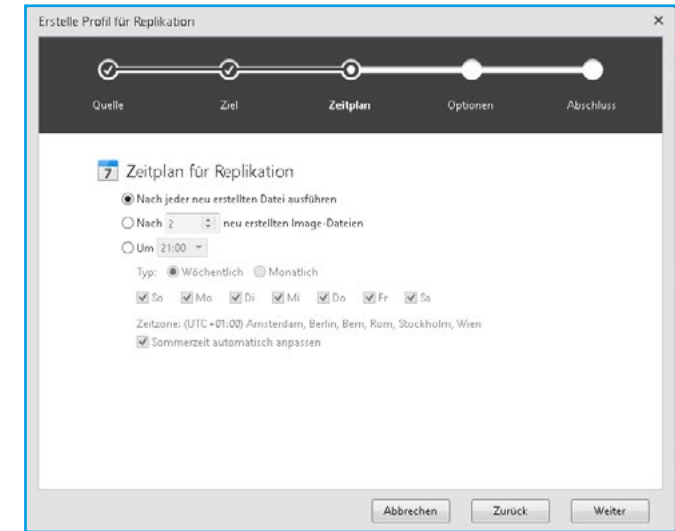 Erstelle Profil für Replikation
Quelle Ziel Zeitplan Optionen Abschluss
7 Zeitplan für Replikation
Nach jeder neu erstellten Datei ausführen
Nach 2 neu erstellten Image-Dateien
Um 21:00
Typ: Wöchentlich Monatlich
So Mo Di Mi Do Fr Sa
Zeitzone: (UTC+01:00) Amsterdam, Berlin, Bern, Rom, Stockholm, Wien
Sommerzeit automatisch anpassen
Abbrechen Zurück Weiter